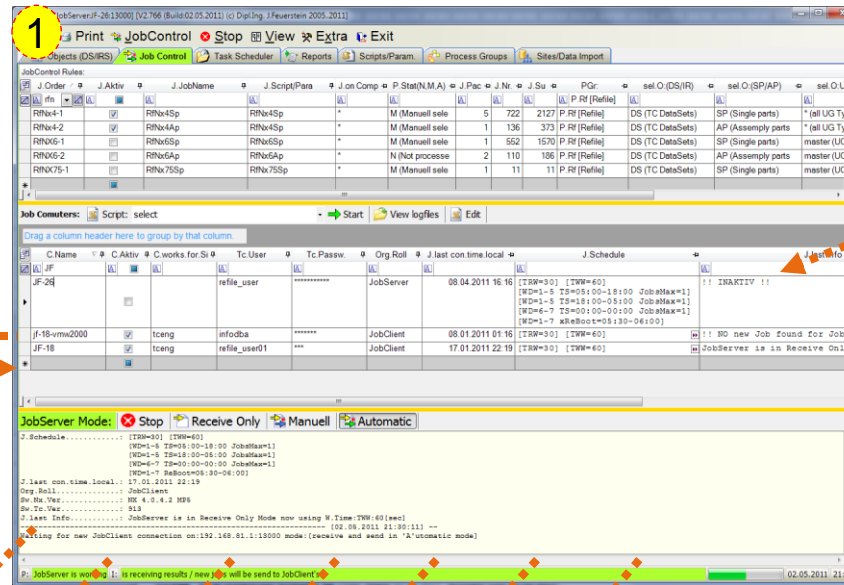 1
JobServer:JF-26:13000] [V2.766 (Build:02.05.2011) (c) Dipl.Ing. J.Feuerstein 2005..2011]
Print JobControl Stop View Extra Exit
Objects (DS/IRS) Job Control Task Scheduler Reports Scripts/Param. Process Groups Sites/Data Import
JobControl Rules:
J.Order J.Aktiv J.JobName J.Script/Para J.on Comp P.Stat(N,M,A) J.Pac J.Nr. J.Su PGr: sel.O:(DS/IR) sel.O:(SP/AP) sel.O:U
rfn P.Rf [Refile]
RfNx4-1 RfNx4Sp RfNx4Sp * M (Manuell sele 5 722 2127 P.Rf [Refile] DS (TC DataSets) SP (Single parts) * (all UG Ty
RfNx4-2 RfNx4Ap RfNx4Ap * M (Manuell sele 1 136 373 P.Rf [Refile] DS (TC DataSets) AP (Assemply parts * (all UG Ty
RfNX6-1 RfNx6Sp RfNx6Sp * M (Manuell sele 1 552 1570 P.Rf [Refile] DS (TC DataSets) SP (Single parts) master (UG
RfNX6-2 RfNx6Ap RfNx6Ap * N (Not processe 2 110 186 P.Rf [Refile] DS (TC DataSets) AP (Assemply parts master (UG
RfNX75-1 RfNx75Sp RfNx75Sp * M (Manuell sele 1 11 11 P.Rf [Refile] DS (TC DataSets) SP (Single parts) master (UG
Job Comuters: Script: select Start View logfiles Edit
Drag a column header here to group by that column.
C.Name C.Aktiv C.works.for.Si Tc.User Tc.Passw. Org.Roll J.last con.time.local J.Schedule J.last Info
JF
JF-26 refile_user *********** JobServer 08.04.2011 16:16 [TRW=30] [TWW=60] !! INAKTIV !!
[WD=1-5 TS=05:00-18:00 JobsMax=1]
[WD=1-5 TS=18:00-05:00 JobsMax=1]
[WD=6-7 TS=00:00-00:00 JobsMax=1]
[WD=1-7 xReBoot=05:30-06:00]
jf-18-vmw2000 tceng infodba ******* JobClient 08.01.2011 01:16 [TRW=30] [TWW=60] !! NO new Job found for Job
JF-18 tceng refile_user01 *** JobClient 17.01.2011 22:19 [TRW=30] [TWW=60] JobServer is in Receive Onl
JobServer Mode: Stop Receive Only Manuell Automatic
J.Schedule............: [TRW=30] [TWW=60]
[WD=1-5 TS=05:00-18:00 JobsMax=1]
[WD=1-5 TS=18:00-05:00 JobsMax=1]
[WD=6-7 TS=00:00-00:00 JobsMax=1]
[WD=1-7 ReBoot=05:30-06:00]
J.last con.time.local.: 17.01.2011 22:19
Org.Roll..............: JobClient
Sw.Nx.Ver.............: NX 4.0.4.2 MP5
Sw.Tc.Ver.............: 913
J.last Info...........: JobServer is in Receive Only Mode now using W.Time:TWW:60[sec]
[02.05.2011 21:30:11] --
Waiting for new JobClient connection on:192.168.81.1:13000 mode:[receive and send in 'A'utomatic mode]
P: JobServer is working I: is receiving results / new jobs will be send to JobClient's 02.05.2011 21: